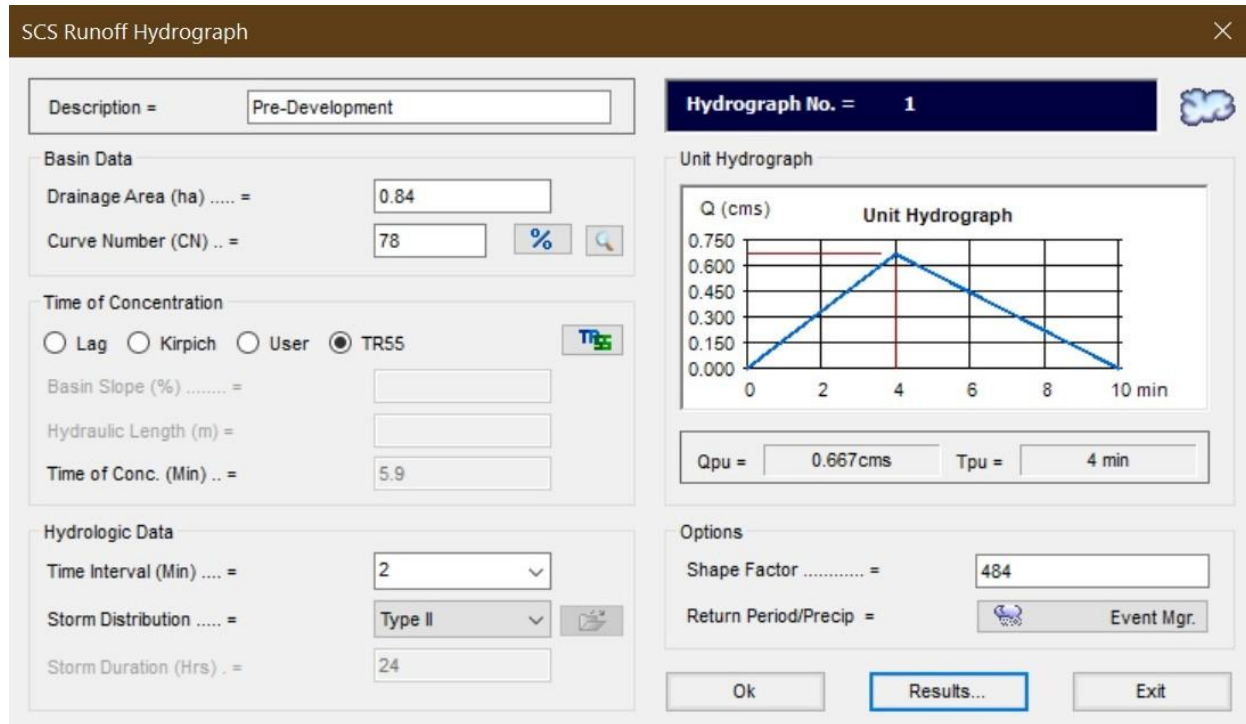 SCS Runoff Hydrograph
Description = Pre-Development
Basin Data
Drainage Area (ha) ..... = 0.84
Curve Number (CN) .. = 78 %
Time of Concentration
Lag Kirpich User TR55 TR55
Basin Slope (%) ........ =
Hydraulic Length (m) =
Time of Conc. (Min) .. = 5.9
Hydrologic Data
Time Interval (Min) .... = 2
Storm Distribution ..... = Type II
Storm Duration (Hrs) . = 24
Hydrograph No. = 1
Unit Hydrograph
Q (cms) Unit Hydrograph
0.750
0.600
0.450
0.300
0.150
0.000
0 2 4 6 8 10 min
Qpu = 0.667cms Tpu = 4 min
Options
Shape Factor ............ = 484
Return Period/Precip = Event Mgr.
Ok Results... Exit